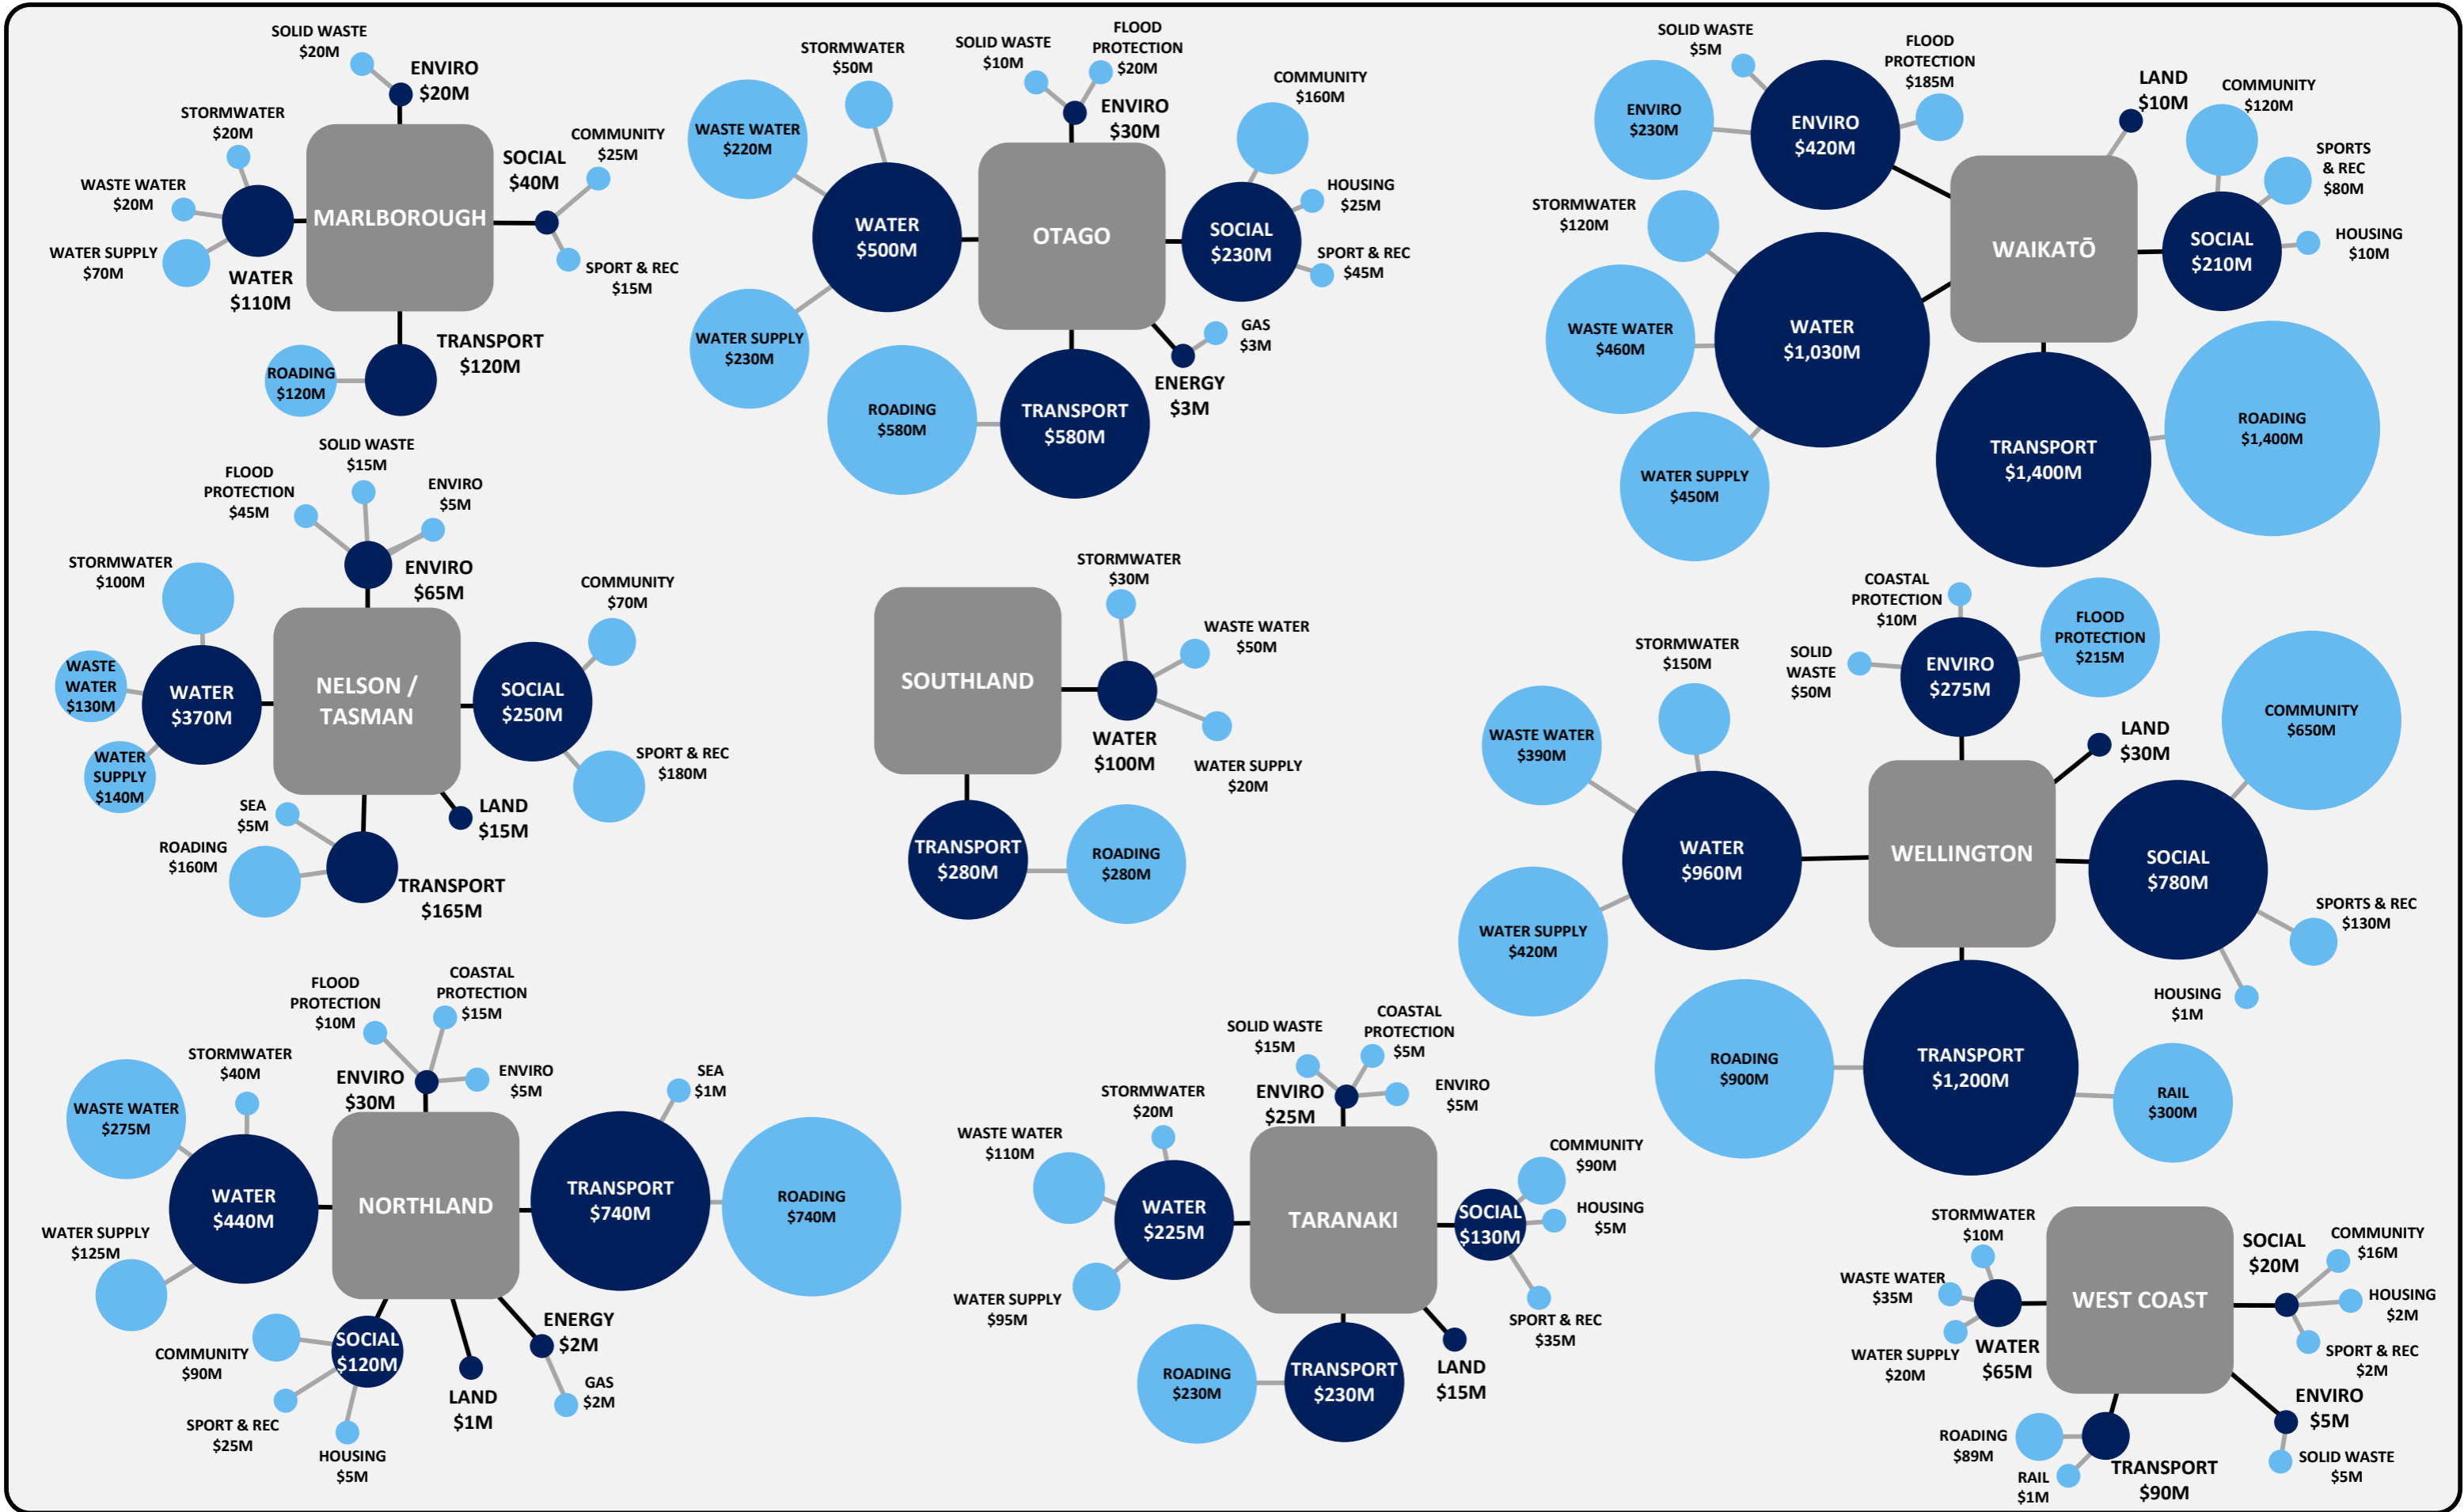 SOLID WASTE
$20M
ENVIRO
$20M
STORMWATER
$20M
WASTE WATER
$20M
WATER SUPPLY
$70M
WATER
$110M
MARLBOROUGH
SOCIAL
$40M
COMMUNITY
$25M
SPORT & REC
$15M
TRANSPORT
$120M
ROADING
$120M
STORMWATER
$50M
WASTE WATER
$220M
WATER
$500M
WATER SUPPLY
$230M
SOLID WASTE
$10M
FLOOD
PROTECTION
$20M
ENVIRO
$30M
OTAGO
COMMUNITY
$160M
HOUSING
$25M
SOCIAL
$230M
SPORT & REC
$45M
GAS
$3M
ENERGY
$3M
ROADING
$580M
TRANSPORT
$580M
SOLID WASTE
$5M
ENVIRO
$230M
ENVIRO
$420M
FLOOD
PROTECTION
$185M
LAND
$10M
COMMUNITY
$120M
SPORTS
& REC
$80M
HOUSING
$10M
SOCIAL
$210M
WAIKATŌ
STORMWATER
$120M
WASTE WATER
$460M
WATER
$1,030M
WATER SUPPLY
$450M
TRANSPORT
$1,400M
ROADING
$1,400M
SOLID WASTE
$15M
FLOOD
PROTECTION
$45M
ENVIRO
$5M
ENVIRO
$65M
STORMWATER
$100M
WASTE
WATER
$130M
WATER
$370M
WATER
SUPPLY
$140M
NELSON /
TASMAN
COMMUNITY
$70M
SOCIAL
$250M
SPORT & REC
$180M
LAND
$15M
SEA
$5M
ROADING
$160M
TRANSPORT
$165M
SOUTHLAND
STORMWATER
$30M
WASTE WATER
$50M
WATER
$100M
WATER SUPPLY
$20M
TRANSPORT
$280M
ROADING
$280M
COASTAL
PROTECTION
$10M
SOLID
WASTE
$50M
ENVIRO
$275M
FLOOD
PROTECTION
$215M
STORMWATER
$150M
WASTE WATER
$390M
WATER
$960M
WATER SUPPLY
$420M
WELLINGTON
LAND
$30M
COMMUNITY
$650M
SOCIAL
$780M
SPORTS & REC
$130M
HOUSING
$1M
ROADING
$900M
TRANSPORT
$1,200M
RAIL
$300M
FLOOD
PROTECTION
$10M
COASTAL
PROTECTION
$15M
ENVIRO
$5M
ENVIRO
$30M
STORMWATER
$40M
WASTE WATER
$275M
WATER
$440M
WATER SUPPLY
$125M
NORTHLAND
SEA
$1M
TRANSPORT
$740M
ROADING
$740M
SOCIAL
$120M
COMMUNITY
$90M
SPORT & REC
$25M
HOUSING
$5M
LAND
$1M
ENERGY
$2M
GAS
$2M
SOLID WASTE
$15M
COASTAL
PROTECTION
$5M
ENVIRO
$5M
ENVIRO
$25M
STORMWATER
$20M
WASTE WATER
$110M
WATER
$225M
WATER SUPPLY
$95M
TARANAKI
COMMUNITY
$90M
HOUSING
$5M
SOCIAL
$130M
SPORT & REC
$35M
LAND
$15M
ROADING
$230M
TRANSPORT
$230M
STORMWATER
$10M
WASTE WATER
$35M
WATER SUPPLY
$20M
WATER
$65M
WEST COAST
SOCIAL
$20M
COMMUNITY
$16M
HOUSING
$2M
SPORT & REC
$2M
ENVIRO
$5M
SOLID WASTE
$5M
ROADING
$89M
RAIL
$1M
TRANSPORT
$90M